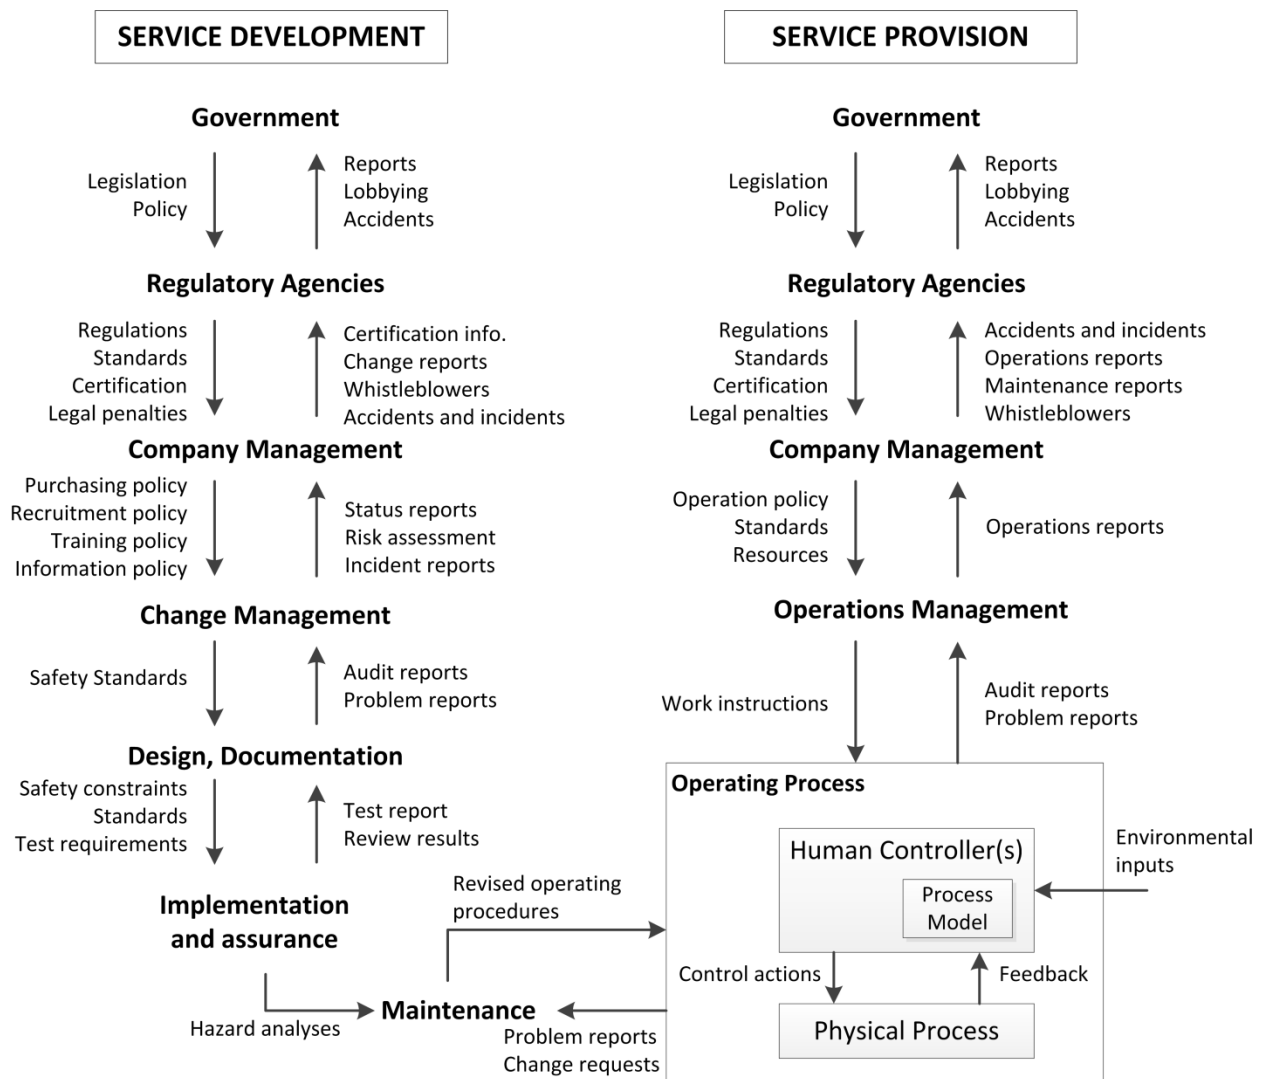 SERVICE DEVELOPMENT
Government
Legislation
Policy
Reports
Lobbying
Accidents
Regulatory Agencies
Regulations
Standards
Certification
Legal penalties
Certification info.
Change reports
Whistleblowers
Accidents and incidents
Company Management
Purchasing policy
Recruitment policy
Training policy
Information policy
Status reports
Risk assessment
Incident reports
Change Management
Safety Standards
Audit reports
Problem reports
Design, Documentation
Safety constraints
Standards
Test requirements
Test report
Review results
Implementation
and assurance
Hazard analyses
Maintenance
Revised operating
procedures
Problem reports
Change requests
SERVICE PROVISION
Government
Legislation
Policy
Reports
Lobbying
Accidents
Regulatory Agencies
Regulations
Standards
Certification
Legal penalties
Accidents and incidents
Operations reports
Maintenance reports
Whistleblowers
Company Management
Operation policy
Standards
Resources
Operations reports
Operations Management
Work instructions
Audit reports
Problem reports
Operating Process
Human Controller(s)
Process
Model
Environmental
inputs
Control actions
Feedback
Physical Process